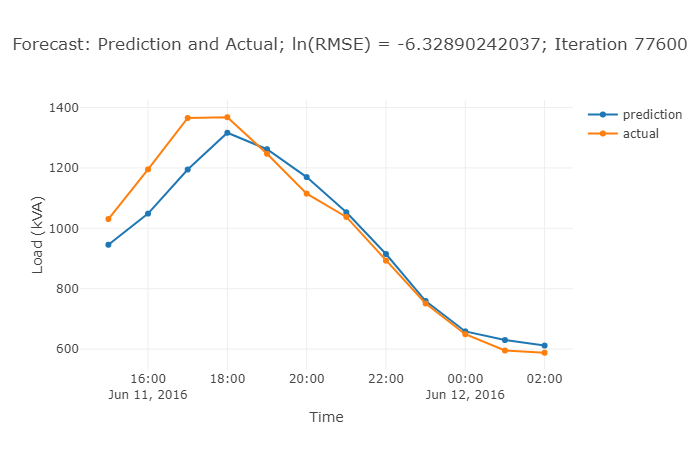 Forecast: Prediction and Actual; ln(RMSE) = -6.32890242037; Iteration 77600
prediction
actual
1400
1200
1000
800
600
Load (kVA)
16:00 18:00 20:00 22:00 00:00 02:00
Jun 11, 2016 Jun 12, 2016
Time